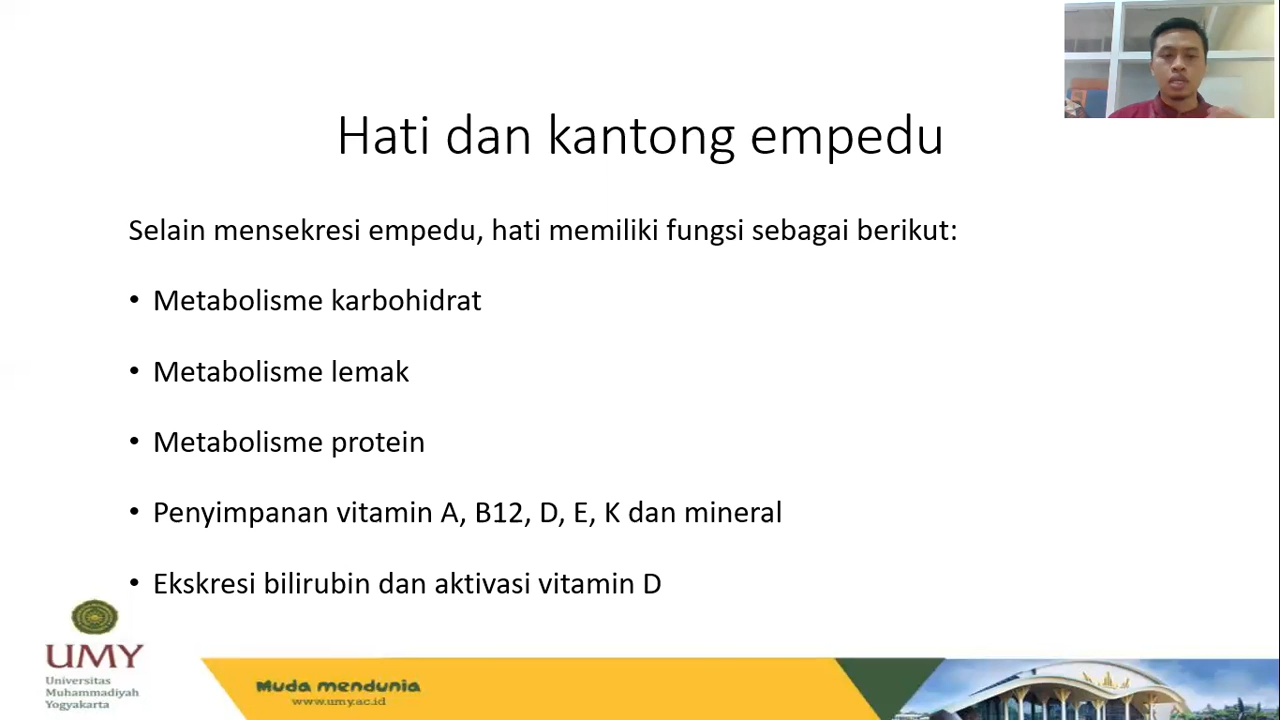 Hati dan kantong empedu
Selain mensekresi empedu, hati memiliki fungsi sebagai berikut:
• Metabolisme karbohidrat
• Metabolisme lemak
• Metabolisme protein
• Penyimpanan vitamin A, B12, D, E, K dan mineral
• Ekskresi bilirubin dan aktivasi vitamin D
UMY
Universitas
Muhammadiyah
Yogyakarta
Muda mendunia
www.umy.ac.id